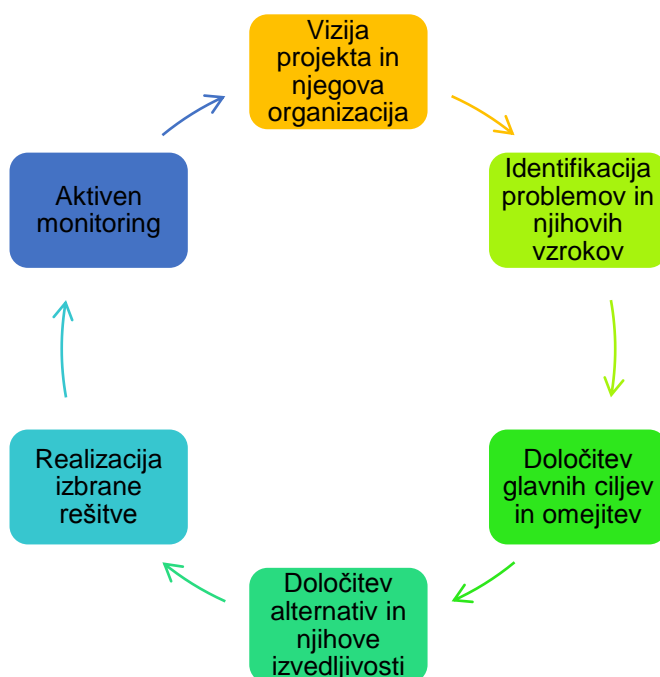 Vizija
projekta in
njegova
organizacija
Identifikacija
problemov in
njihovih
vzrokov
Določitev
glavnih ciljev
in omejitev
Določitev
alternativ in
njihove
izvedljivosti
Realizacija
izbrane
rešitve
Aktiven
monitoring